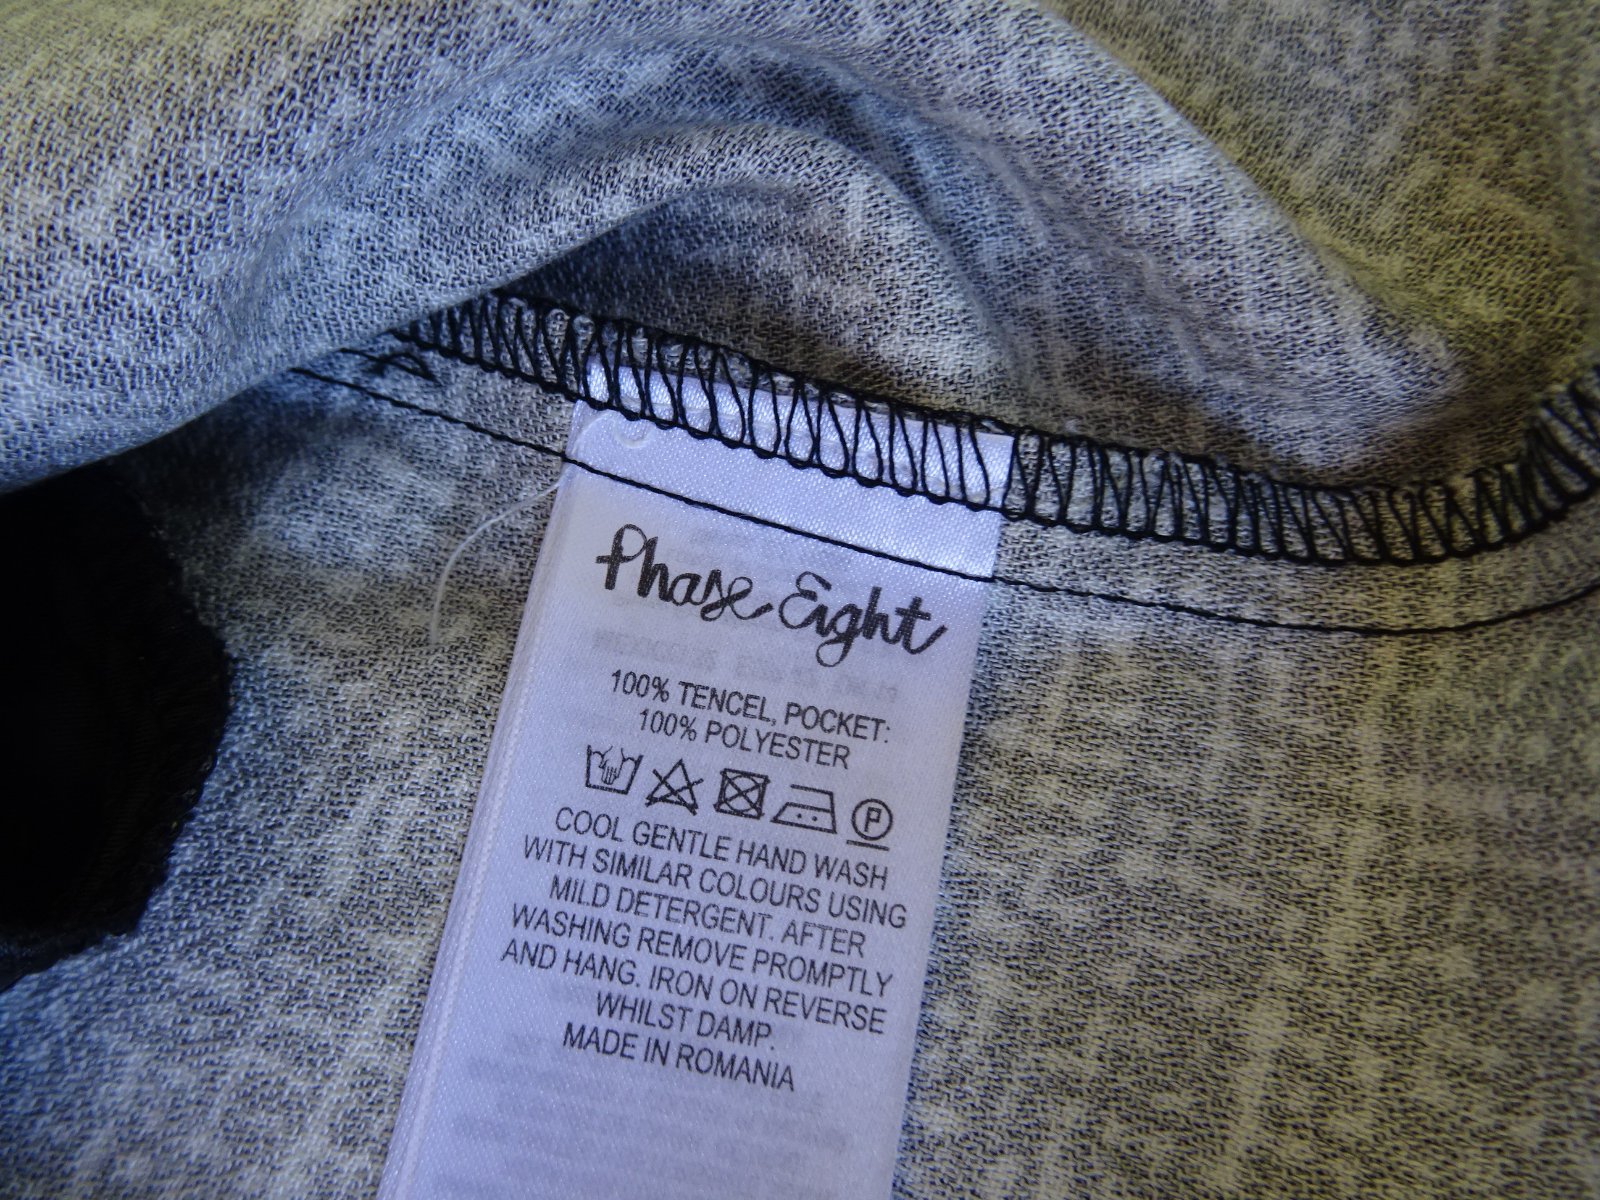 Phase Eight
100% TENCEL, POCKET:
100% POLYESTER
P
COOL GENTLE HAND WASH
WITH SIMILAR COLOURS USING
MILD DETERGENT. AFTER
WASHING REMOVE PROMPTLY
AND HANG. IRON ON REVERSE
WHILST DAMP.
MADE IN ROMANIA